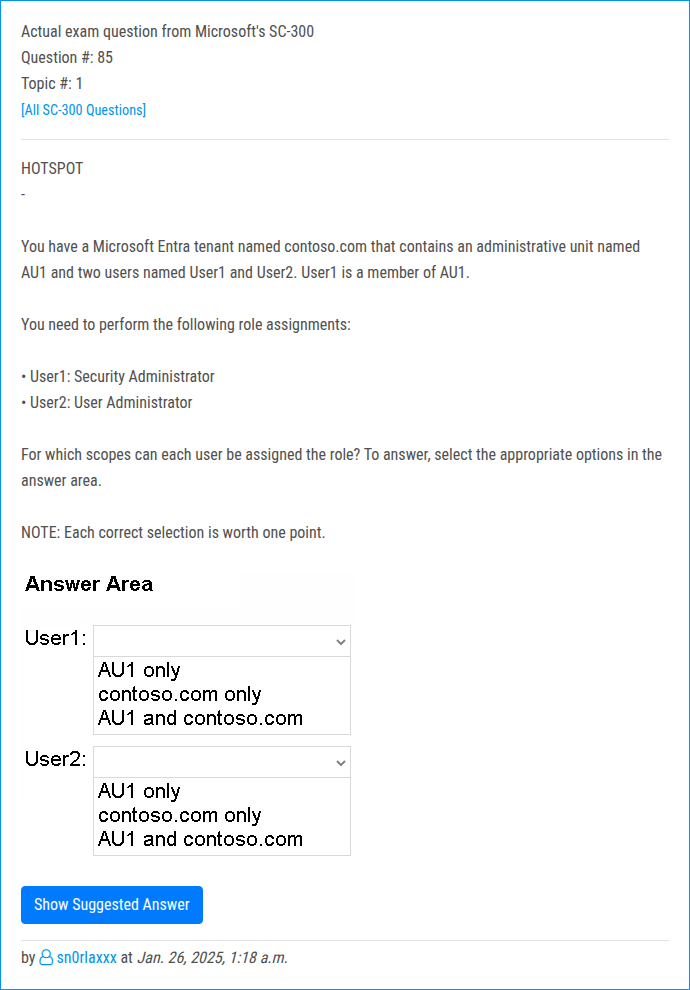 Actual exam question from Microsoft's SC-300
Question #: 85
Topic #: 1
[All SC-300 Questions]
HOTSPOT
-
You have a Microsoft Entra tenant named contoso.com that contains an administrative unit named
AU1 and two users named User1 and User2. User1 is a member of AU1.
You need to perform the following role assignments:
• User1: Security Administrator
• User2: User Administrator
For which scopes can each user be assigned the role? To answer, select the appropriate options in the
answer area.
NOTE: Each correct selection is worth one point.
Answer Area
User1:
AU1 only
contoso.com only
AU1 and contoso.com
User2:
AU1 only
contoso.com only
AU1 and contoso.com
Show Suggested Answer
by sn0rlaxxx at Jan. 26, 2025, 1:18 a.m.